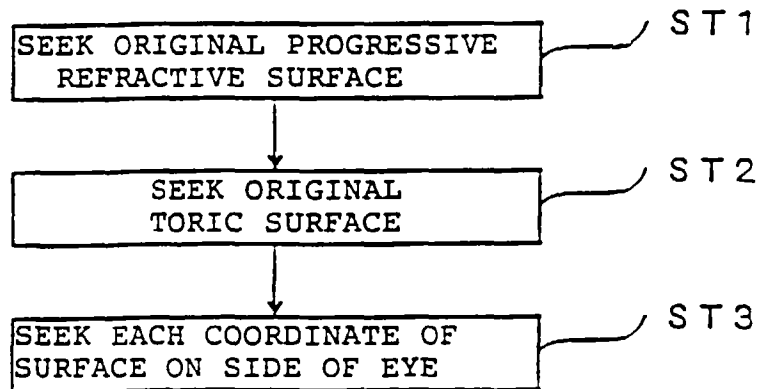 ST1
SEEK ORIGINAL PROGRESSIVE
REFRACTIVE SURFACE
ST2
SEEK ORIGINAL
TORIC SURFACE
ST3
SEEK EACH COORDINATE OF
SURFACE ON SIDE OF EYE